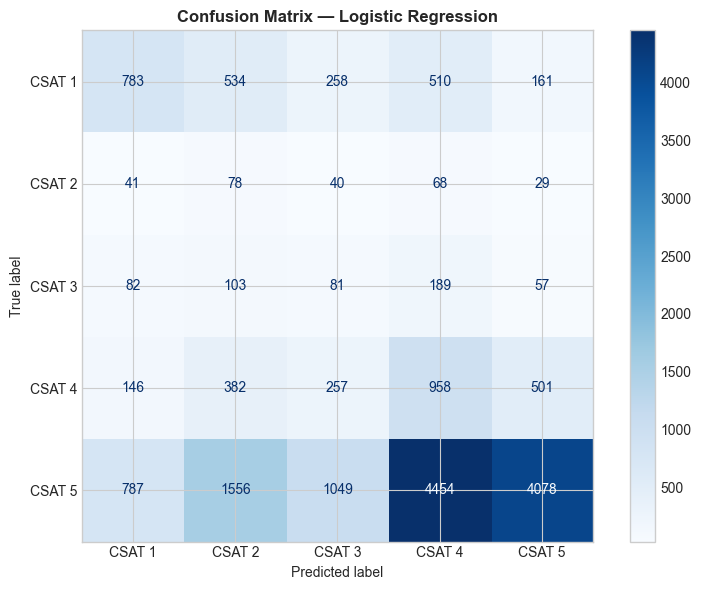 Confusion Matrix — Logistic Regression
CSAT 1 783 534 258 510 161
CSAT 2 41 78 40 68 29
CSAT 3 82 103 81 189 57
CSAT 4 146 382 257 958 501
CSAT 5 787 1556 1049 4454 4078
CSAT 1 CSAT 2 CSAT 3 CSAT 4 CSAT 5
Predicted label
True label
4000
3500
3000
2500
2000
1500
1000
500